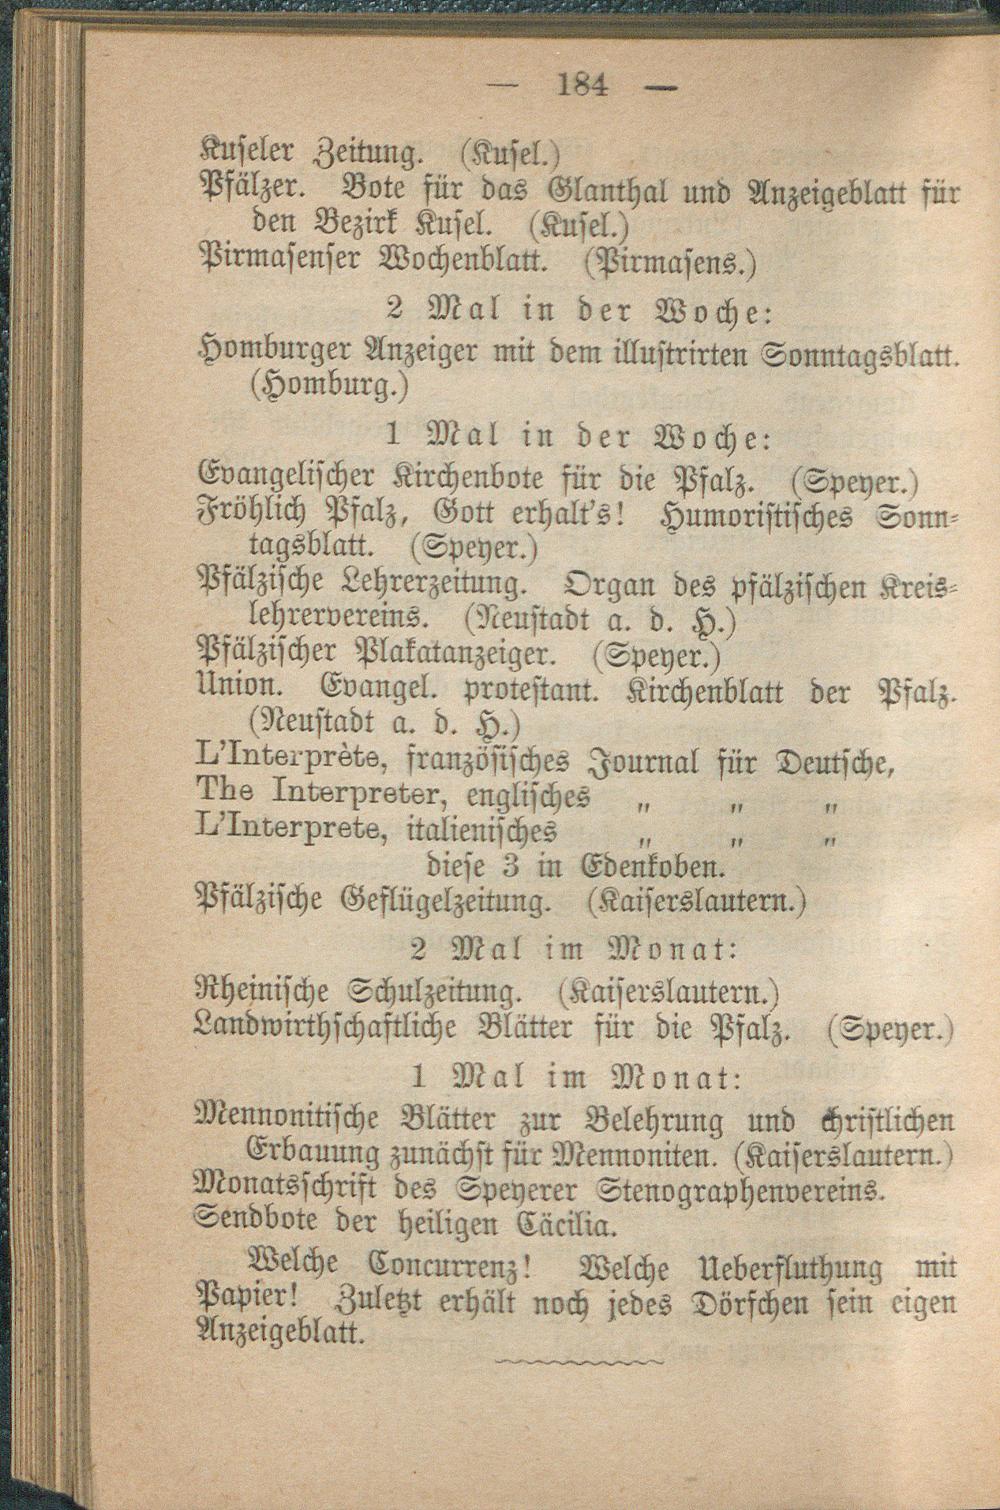 — 184 —
Kuseler Zeitung. (Kusel.)
Pfälzer. Bote für das Glanthal und Anzeigeblatt für
den Bezirk Kusel. (Kusel.)
Pirmasenser Wochenblatt. (Pirmasens.)
2 Mal in der Woche:
Homburger Anzeiger mit dem illustrirten Sonntagsblatt.
(Homburg.)
1 Mal in der Woche:
Evangelischer Kirchenbote für die Pfalz. (Speyer.)
Fröhlich Pfalz, Gott erhalt's! Humoristisches Sonn-
tagsblatt. (Speyer.)
Pfälzische Lehrerzeitung. Organ des pfälzischen Kreis-
lehrervereins. (Neustadt a. d. H.)
Pfälzischer Plakatanzeiger. (Speyer.)
Union. Evangel. protestant. Kirchenblatt der Pfalz.
(Neustadt a. d. H.)
L'Interprète, französisches Journal für Deutsche,
The Interpreter, englisches „ „ „
L'Interprete, italienisches „ „ „
diese 3 in Edenkoben.
Pfälzische Geflügelzeitung. (Kaiserslautern.)
2 Mal im Monat:
Rheinische Schulzeitung. (Kaiserslautern.)
Landwirthschaftliche Blätter für die Pfalz. (Speyer.)
1 Mal im Monat:
Mennonitische Blätter zur Belehrung und christlichen
Erbauung zunächst für Mennoniten. (Kaiserslautern.)
Monatsschrift des Speyerer Stenographenvereins.
Sendbote der heiligen Cäcilia.
Welche Concurrenz! Welche Ueberfluthung mit
Papier! Zuletzt erhält noch jedes Dörfchen sein eigen
Anzeigeblatt.